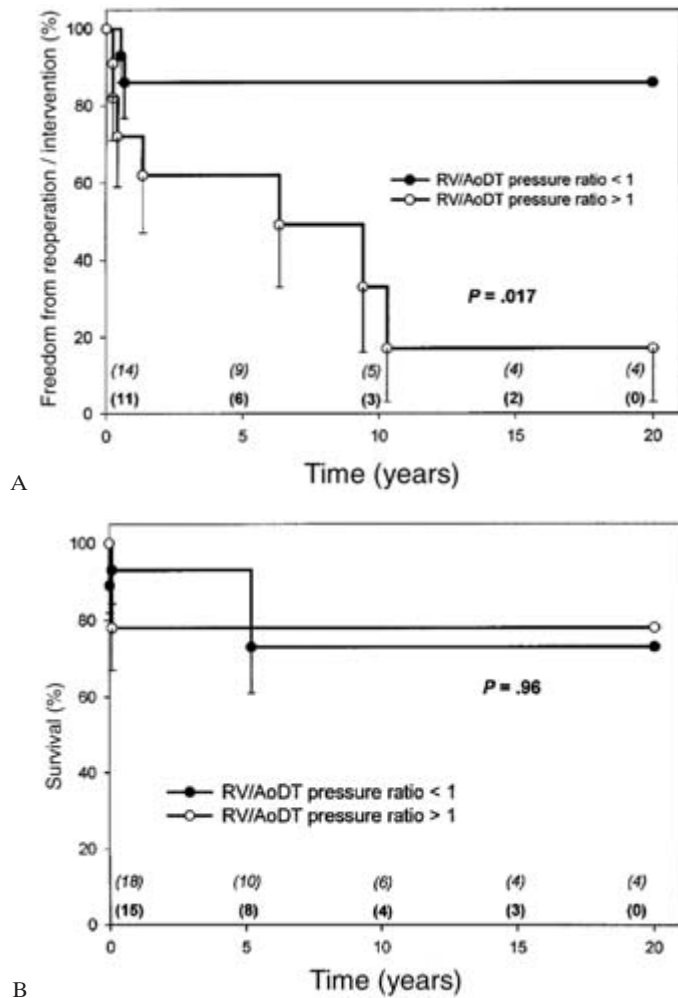 Freedom from reoperation / intervention (%)
100
80
60
40
20
0
RV/AoDT pressure ratio < 1
RV/AoDT pressure ratio > 1
P = .017
(14) (9) (5) (4) (4)
(11) (6) (3) (2) (0)
0 5 10 15 20
Time (years)
A
Survival (%)
100
80
60
40
20
0
P = .96
RV/AoDT pressure ratio < 1
RV/AoDT pressure ratio > 1
(18) (10) (6) (4) (4)
(15) (8) (4) (3) (0)
0 5 10 15 20
Time (years)
B